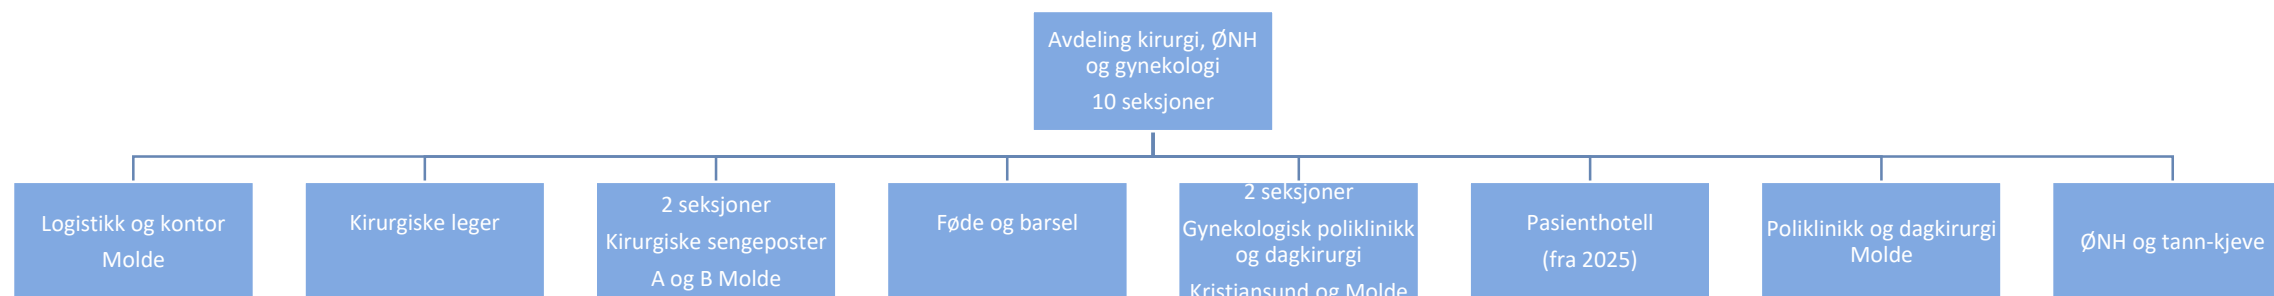 Avdeling kirurgi, ØNH
og gynekologi
10 seksjoner
Logistikk og kontor
Molde
Kirurgiske leger
2 seksjoner
Kirurgiske sengeposter
A og B Molde
Føde og barsel
2 seksjoner
Gynekologisk poliklinikk
og dagkirurgi
Kristiansund og Molde
Pasienthotell
(fra 2025)
Poliklinikk og dagkirurgi
Molde
ØNH og tann-kjeve